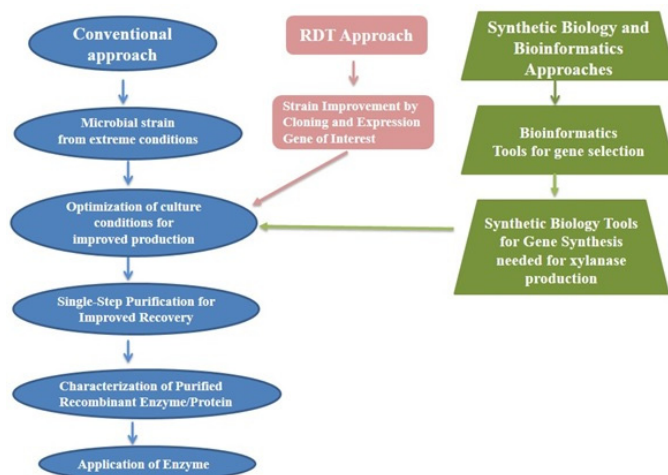 Conventional
approach
Microbial strain
from extreme conditions
Optimization of culture
conditions for
improved production
Single-Step Purification for
Improved Recovery
Characterization of Purified
Recombinant Enzyme/Protein
Application of Enzyme
RDT Approach
Strain Improvement by
Cloning and Expression
Gene of Interest
Synthetic Biology and
Bioinformatics
Approaches
Bioinformatics
Tools for gene selection
Synthetic Biology Tools
for Gene Synthesis
needed for xylanase
production